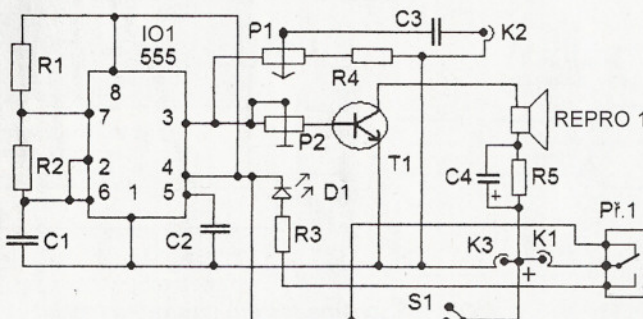 IO1
555
R1
R2
C1
8
7
2
6
1
3
4
5
C2
P1
P2
R4
C3
K2
T1
D1
R3
REPRO 1
C4
+
R5
K3
K1
+
S1
Př.1